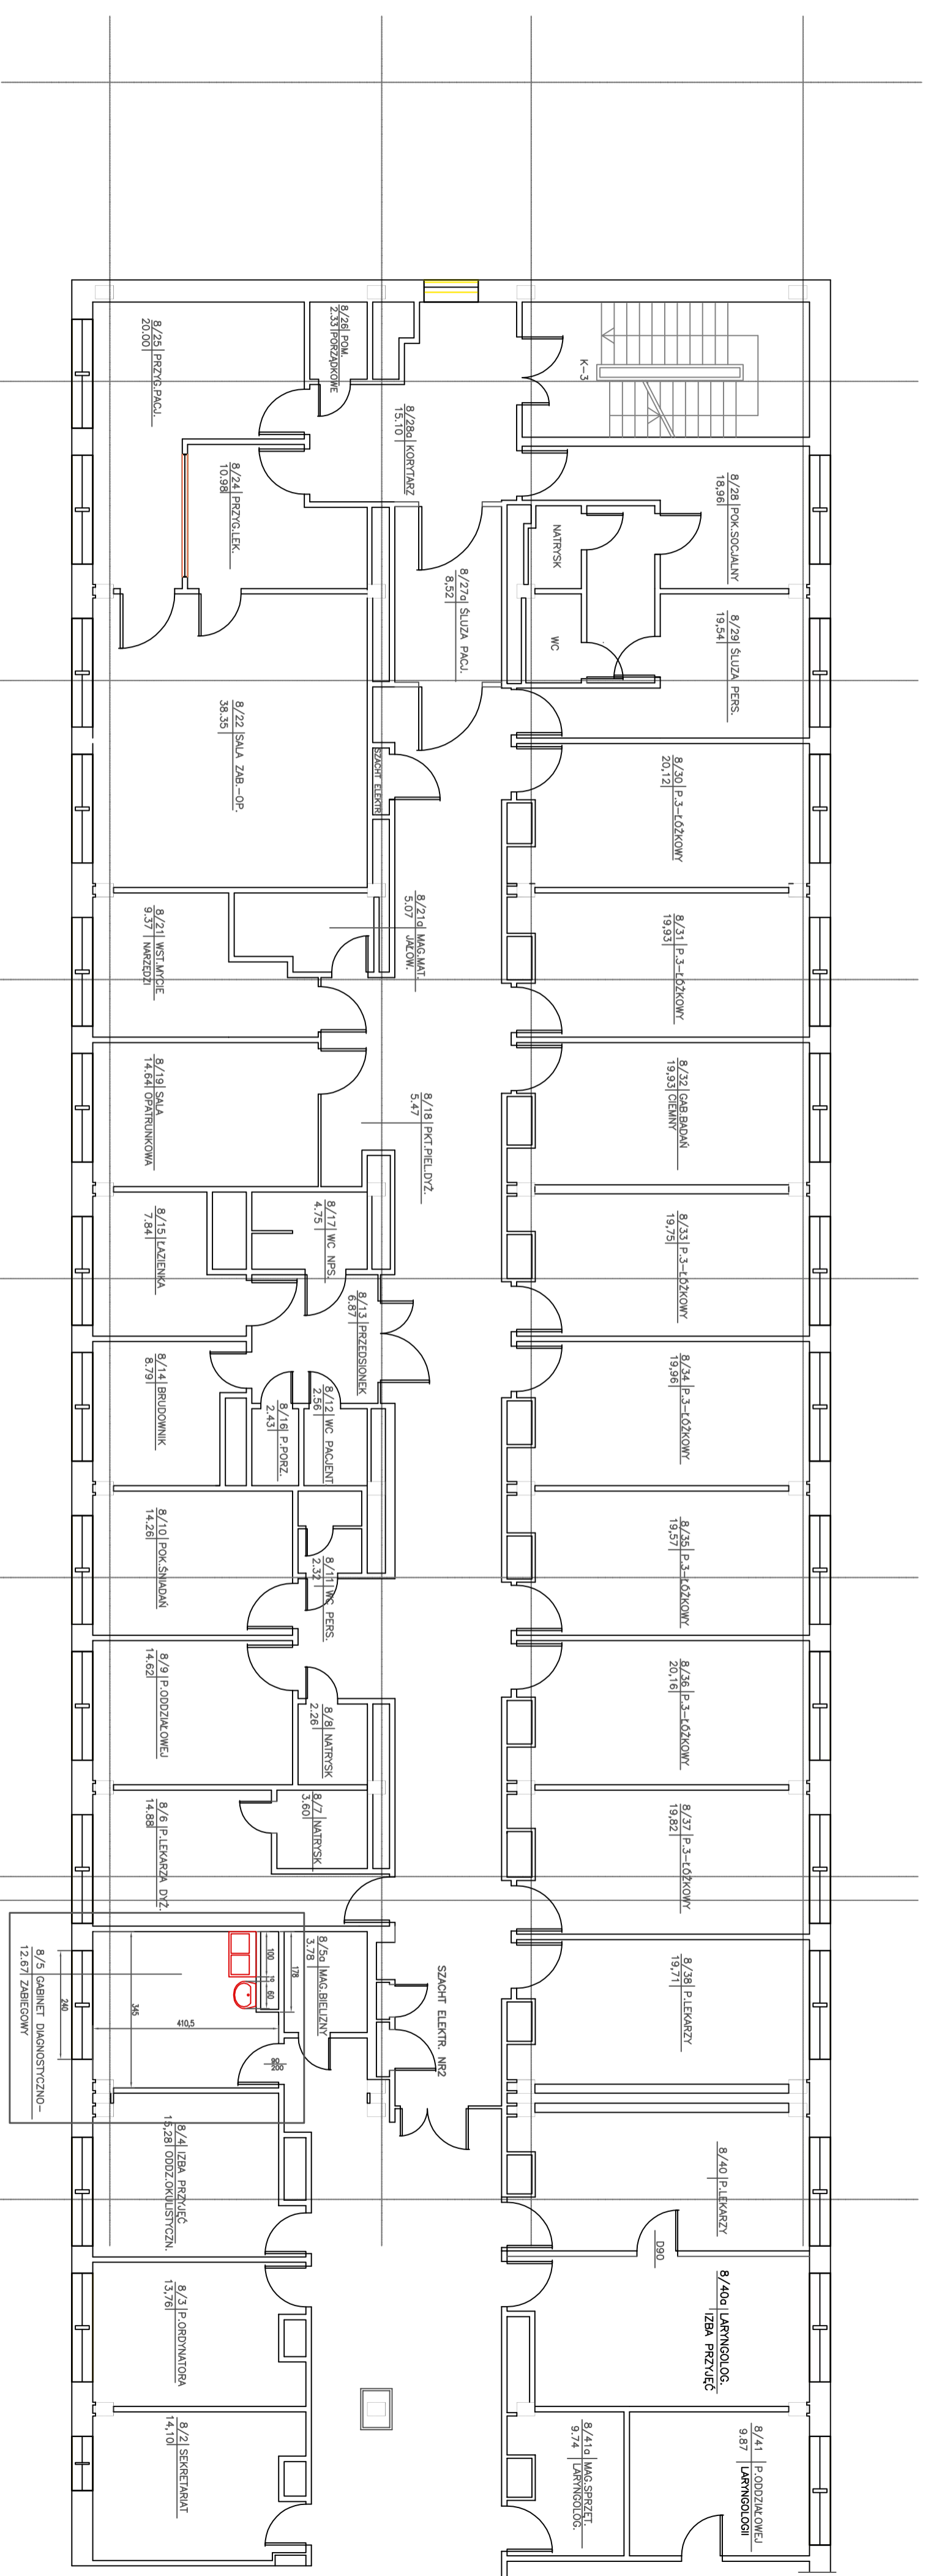 8/26 POM.
2.33 PORZĄDKOWE
8/25 PRZYG.PACJ.
20.00
K-3
8/28a KORYTARZ
15.10
8/24 PRZYG.LEK.
10.98
8/28 POK.SOCJALNY
18,96
NATRYSK
8/27a ŚLUZA PACJ.
8,52
WC
8/29 ŚLUZA PERS.
19,54
8/22 SALA ZAB.-OP.
38.35
SZACHT ELEKTR
8/30 P.3-ŁÓŻKOWY
20,12
8/21a MAG.MAT.
5.07 JAŁOW.
8/21 WST.MYCIE
9.37 NARZĘDZI
8/31 P.3-ŁÓŻKOWY
19,93
8/19 SALA
14.64 OPATRUNKOWA
8/18 PKT.PIEL.DYŻ.
5.47
8/32 GAB.BADAŃ
19,93 CIEMNY
8/15 ŁAZIENKA
7.84
8/17 WC NPS.
4.75
8/33 P.3-ŁÓŻKOWY
19,75
8/13 PRZEDSIONEK
6.87
8/14 BRUDOWNIK
8.79
8/16 P.PORZ.
2.43
8/12 WC PACJENT
2.56
8/34 P.3-ŁÓŻKOWY
19,96
8/10 POK.ŚNIADAŃ
14.26
8/11 WC PERS.
2.32
8/35 P.3-ŁÓŻKOWY
19,57
8/9 P.ODDZIAŁOWEJ
14.62
8/8 NATRYSK
2.26
8/36 P.3-ŁÓŻKOWY
20,16
8/6 P.LEKARZA DYŻ.
14.88
8/7 NATRYSK
3.60
8/37 P.3-ŁÓŻKOWY
19,82
8/5 GABINET DIAGNOSTYCZNO-
12.67 ZABIEGOWY
240
345
410,5
100
10
60
178
90
200
8/5a MAG.BIELIZNY
3.78
SZACHT ELEKTR. NR2
8/38 P.LEKARZY
19,71
8/4 IZBA PRZYJĘĆ
15,28 ODDZ.OKULISTYCZN.
8/40 P.LEKARZY
D90
8/3 P.ORDYNATORA
13,76
8/40a LARYNGOLOG.
IZBA PRZYJĘĆ
8/2 SEKRETARIAT
14,10
8/41a MAG.SPRZĘT.
9.74 LARYNGOLOG.
8/41 P.ODDZIAŁOWEJ
9.87 LARYNGOLOGII